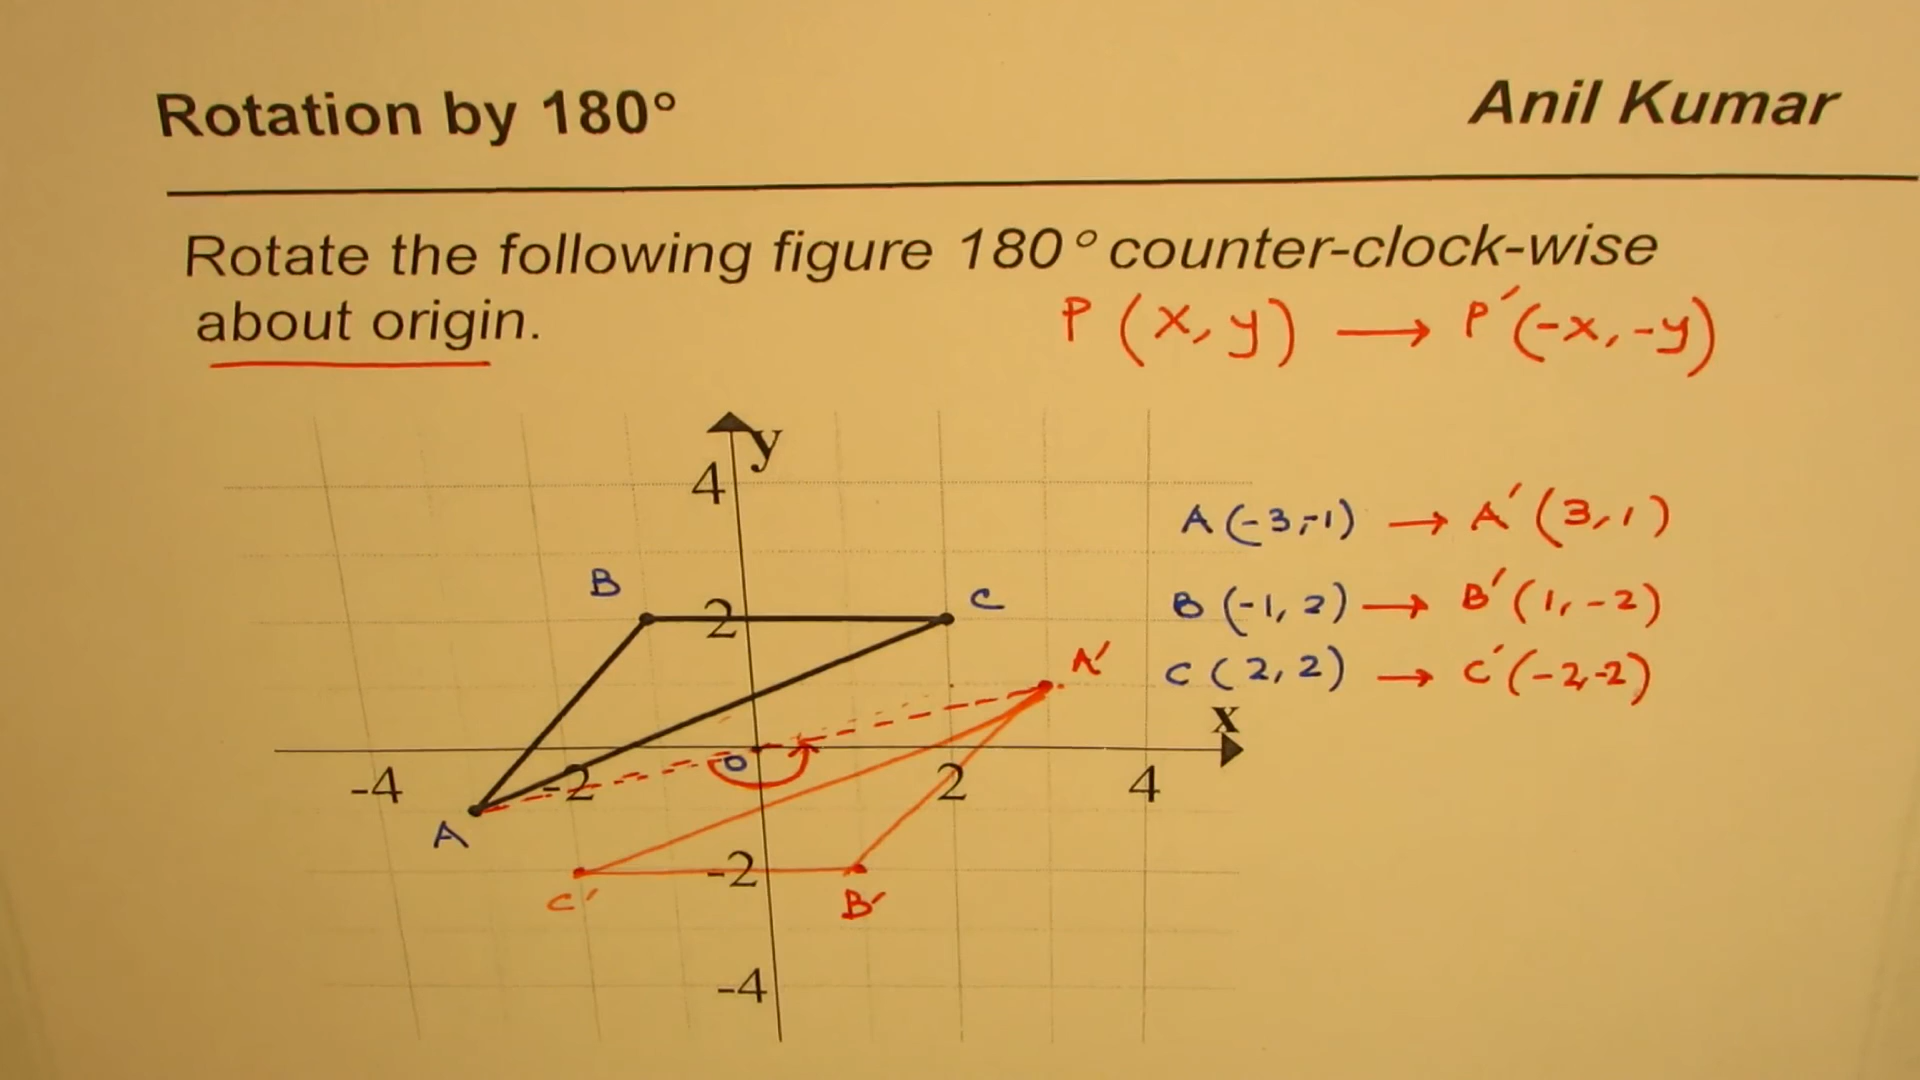 Rotation by 180°
Anil Kumar
Rotate the following figure 180° counter-clock-wise
about origin.
P (x, y) → P′(-x, -y)
y
4
A(-3,-1) → A′(3,1)
B
2
C
B(-1, 2) → B′(1, -2)
A′
C(2, 2) → C′(-2,-2)
x
O
-4
-2
2
4
A
-2
C′
B′
-4